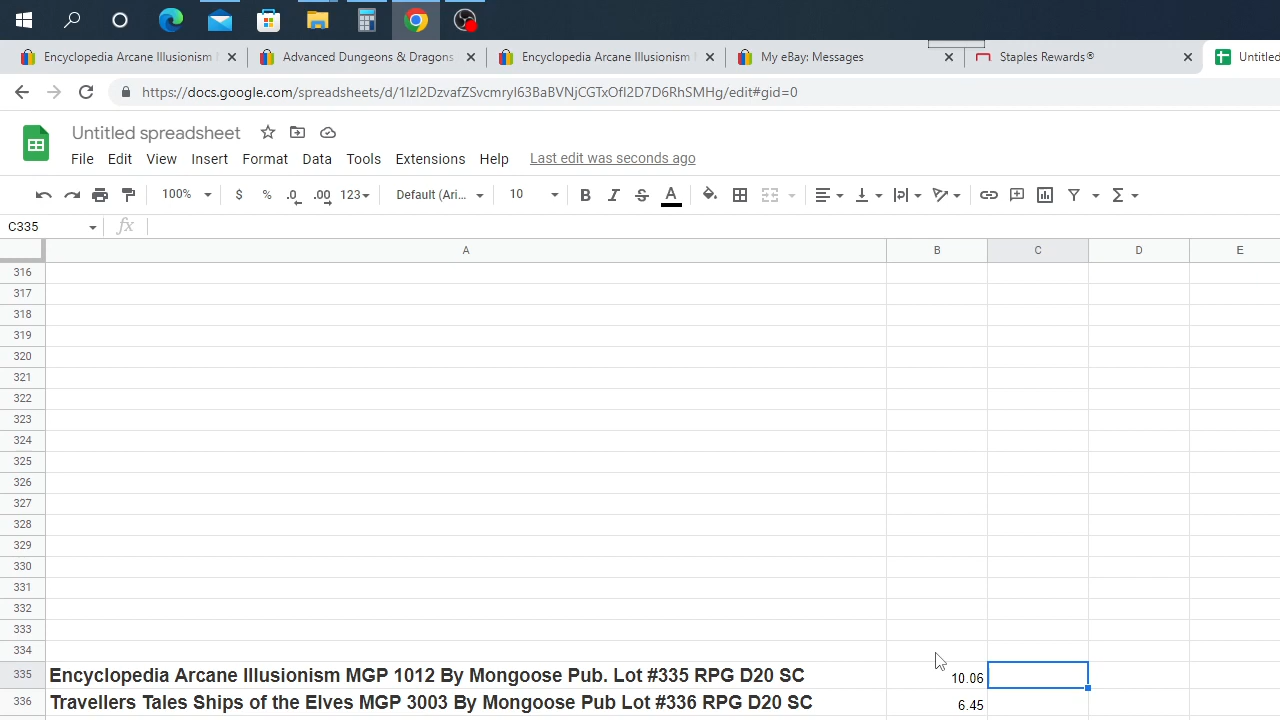 Encyclopedia Arcane Illusionism
Advanced Dungeons & Dragons
Encyclopedia Arcane Illusionism
My eBay: Messages
Staples Rewards®
Untitled
https://docs.google.com/spreadsheets/d/1lzI2DzvafZSvcmryI63BaBVNjCGTxOfI2D7D6RhSMHg/edit#gid=0
Untitled spreadsheet
File Edit View Insert Format Data Tools Extensions Help Last edit was seconds ago
100% $ % .0 .00 123 Default (Ari... 10 B I S A Σ
C335 fx
A B C D E
316
317
318
319
320
321
322
323
324
325
326
327
328
329
330
331
332
333
334
335 Encyclopedia Arcane Illusionism MGP 1012 By Mongoose Pub. Lot #335 RPG D20 SC 10.06
336 Travellers Tales Ships of the Elves MGP 3003 By Mongoose Pub Lot #336 RPG D20 SC 6.45